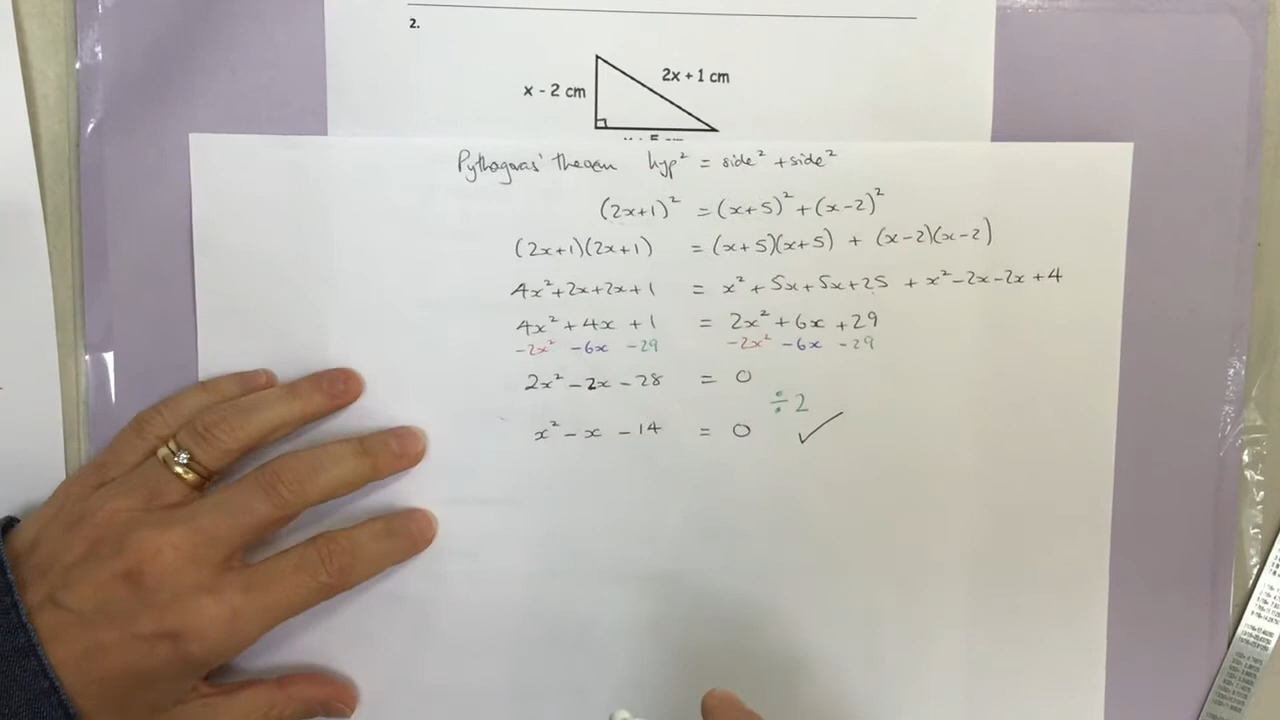 2.
2x + 1 cm
x - 2 cm
Pythagoras' theorem hyp² = side² + side²
(2x+1)² = (x+5)² + (x-2)²
(2x+1)(2x+1) = (x+5)(x+5) + (x-2)(x-2)
4x²+2x+2x+1 = x² + 5x+5x+25 + x²-2x-2x+4
4x² + 4x + 1 = 2x² + 6x + 29
-2x² -6x -29 -2x² -6x -29
2x² - 2x - 28 = 0
÷2
x² - x - 14 = 0 ✓